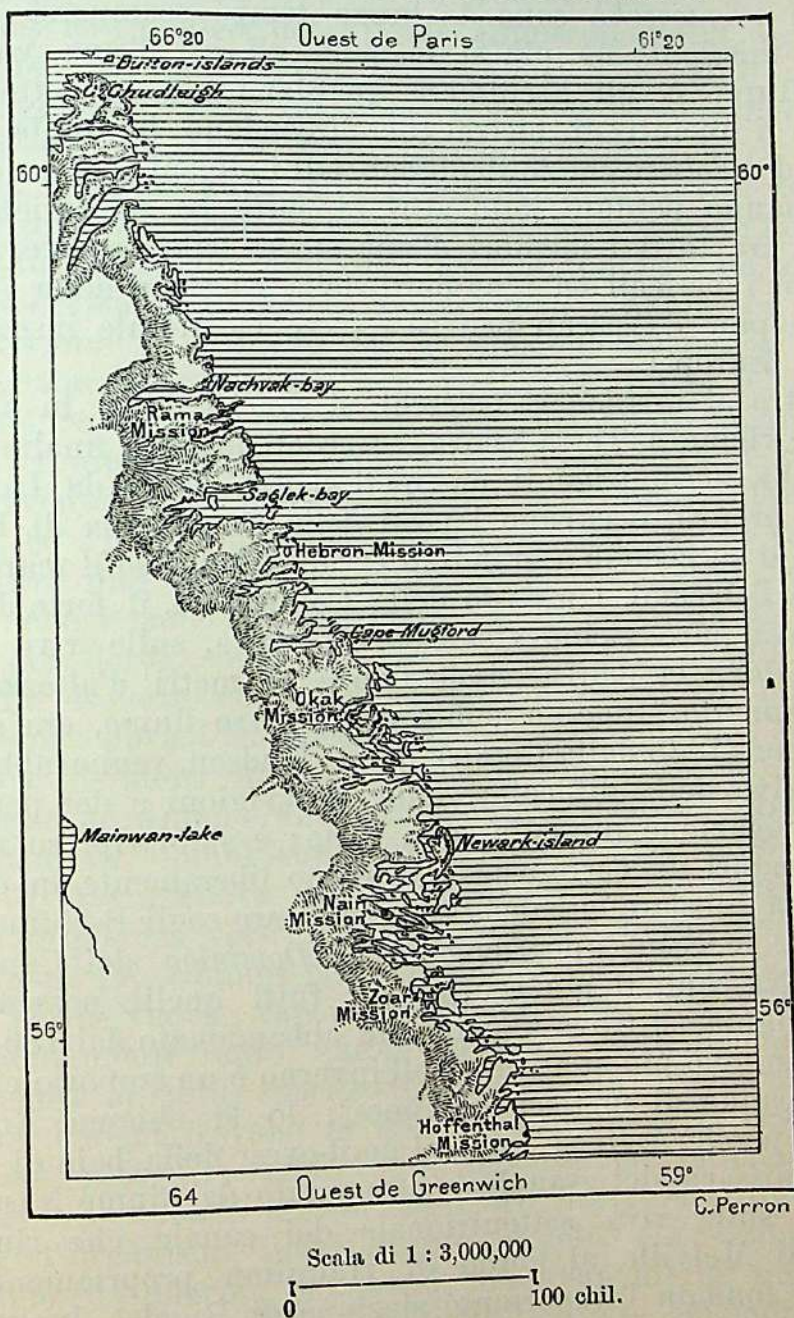 66°20 Ouest de Paris 61°20
Button-islands
C. Chudleigh
60° 60°
Nachvak-bay
Rama
Mission
Saglek-bay
Hebron-Mission
Cape-Mugford
Okak
Mission
Mainwan-lake
Newark-island
Nain
Mission
Zoar
Mission
56° 56°
Hoffenthal
Mission
64 Ouest de Greenwich 59°
C. Perron
Scala di 1 : 3,000,000
0 100 chil.